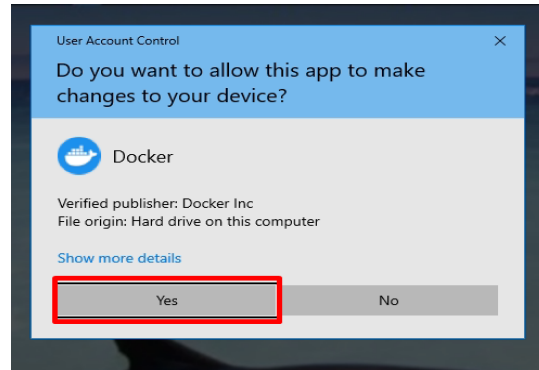 User Account Control
Do you want to allow this app to make
changes to your device?
Docker
Verified publisher: Docker Inc
File origin: Hard drive on this computer
Show more details
Yes No